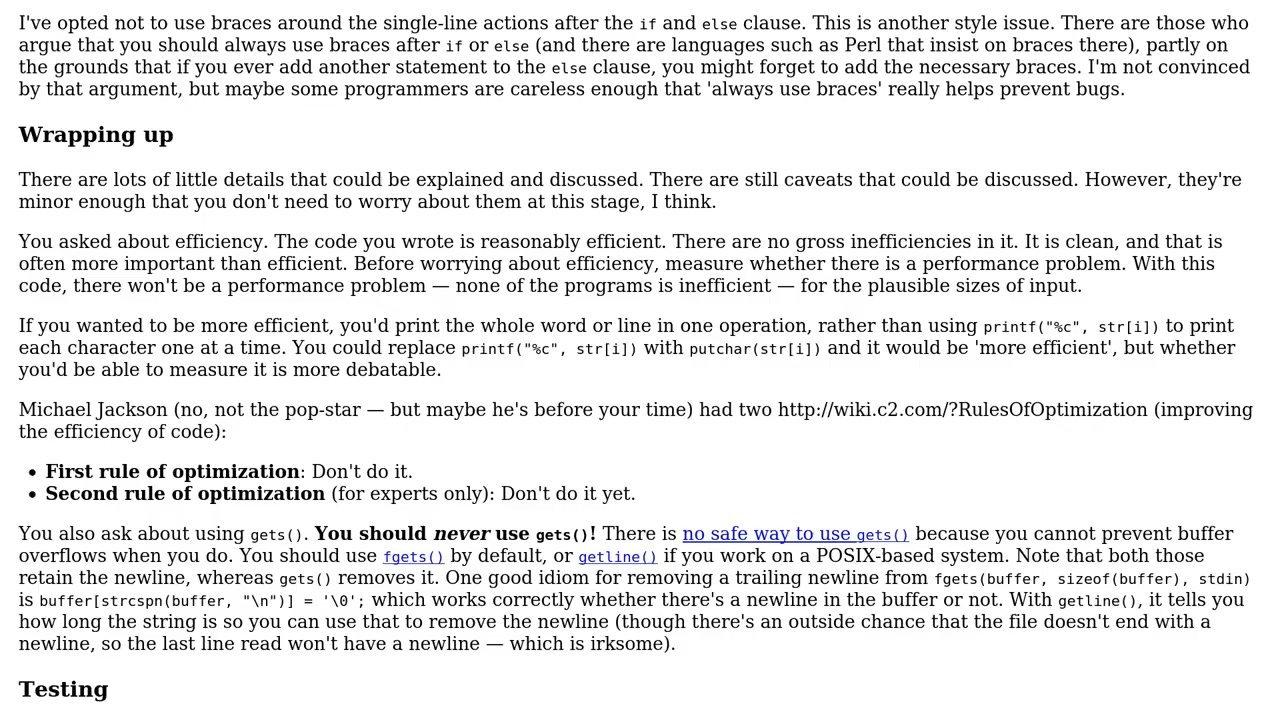 I've opted not to use braces around the single-line actions after the if and else clause. This is another style issue. There are those who
argue that you should always use braces after if or else (and there are languages such as Perl that insist on braces there), partly on
the grounds that if you ever add another statement to the else clause, you might forget to add the necessary braces. I'm not convinced
by that argument, but maybe some programmers are careless enough that 'always use braces' really helps prevent bugs.
Wrapping up
There are lots of little details that could be explained and discussed. There are still caveats that could be discussed. However, they're
minor enough that you don't need to worry about them at this stage, I think.
You asked about efficiency. The code you wrote is reasonably efficient. There are no gross inefficiencies in it. It is clean, and that is
often more important than efficient. Before worrying about efficiency, measure whether there is a performance problem. With this
code, there won't be a performance problem — none of the programs is inefficient — for the plausible sizes of input.
If you wanted to be more efficient, you'd print the whole word or line in one operation, rather than using printf("%c", str[i]) to print
each character one at a time. You could replace printf("%c", str[i]) with putchar(str[i]) and it would be 'more efficient', but whether
you'd be able to measure it is more debatable.
Michael Jackson (no, not the pop-star — but maybe he's before your time) had two http://wiki.c2.com/?RulesOfOptimization (improving
the efficiency of code):
• First rule of optimization: Don't do it.
• Second rule of optimization (for experts only): Don't do it yet.
You also ask about using gets(). You should never use gets()! There is no safe way to use gets() because you cannot prevent buffer
overflows when you do. You should use fgets() by default, or getline() if you work on a POSIX-based system. Note that both those
retain the newline, whereas gets() removes it. One good idiom for removing a trailing newline from fgets(buffer, sizeof(buffer), stdin)
is buffer[strcspn(buffer, "\n")] = '\0'; which works correctly whether there's a newline in the buffer or not. With getline(), it tells you
how long the string is so you can use that to remove the newline (though there's an outside chance that the file doesn't end with a
newline, so the last line read won't have a newline — which is irksome).
Testing